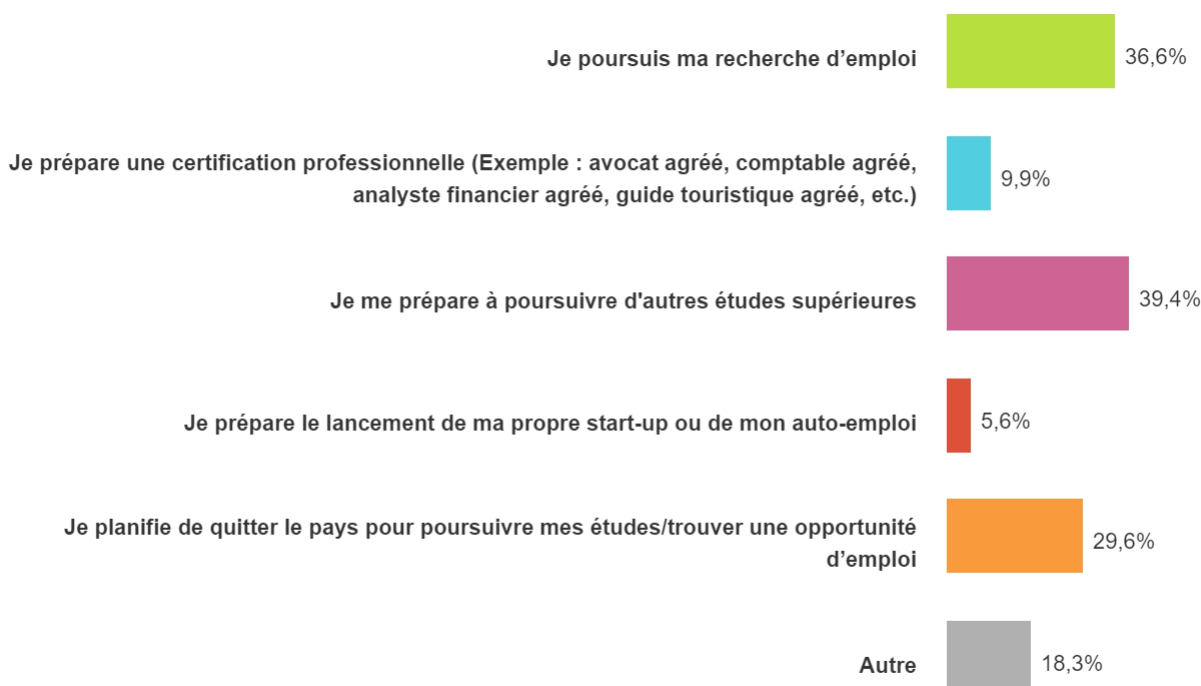 Je poursuis ma recherche d’emploi
36,6%
Je prépare une certification professionnelle (Exemple : avocat agréé, comptable agréé,
analyste financier agréé, guide touristique agréé, etc.)
9,9%
Je me prépare à poursuivre d'autres études supérieures
39,4%
Je prépare le lancement de ma propre start-up ou de mon auto-emploi
5,6%
Je planifie de quitter le pays pour poursuivre mes études/trouver une opportunité
d’emploi
29,6%
Autre
18,3%